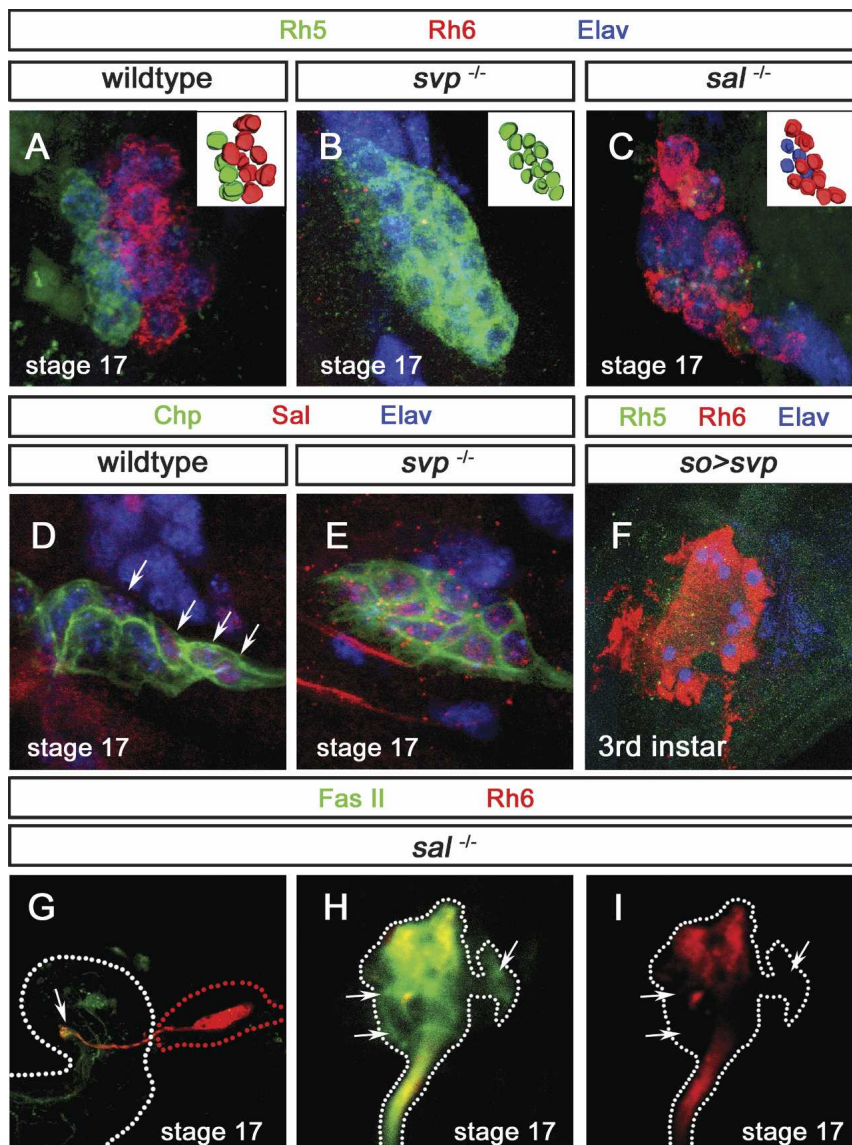 Rh5 Rh6 Elav
wildtype svp -/- sal -/-
A B C
stage 17 stage 17 stage 17
Chp Sal Elav Rh5 Rh6 Elav
wildtype svp -/- so>svp
D E F
stage 17 stage 17 3rd instar
Fas II Rh6
sal -/-
G H I
stage 17 stage 17 stage 17